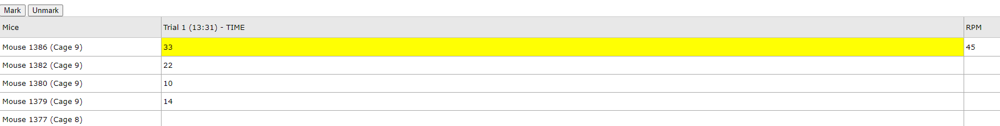 Mark Unmark
Mice Trial 1 (13:31) - TIME RPM
Mouse 1386 (Cage 9) 33 45
Mouse 1382 (Cage 9) 22
Mouse 1380 (Cage 9) 10
Mouse 1379 (Cage 9) 14
Mouse 1377 (Cage 8)